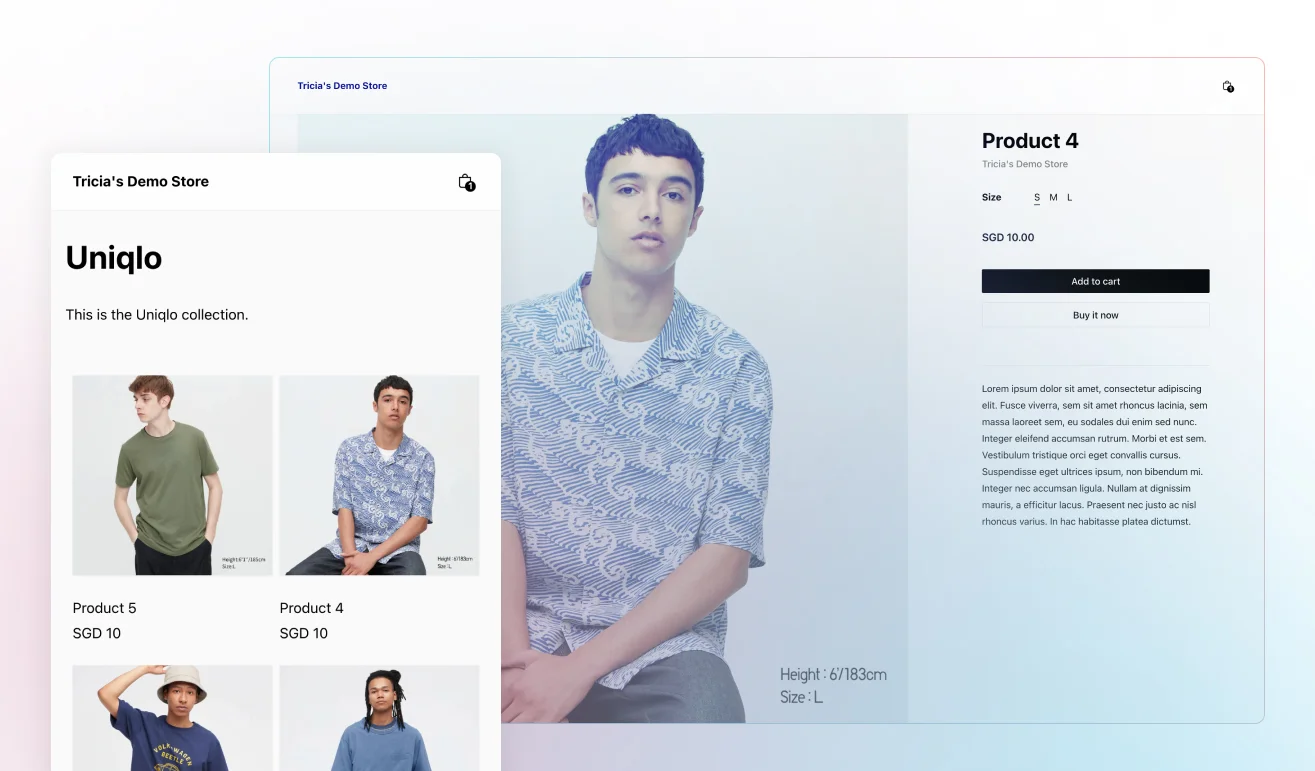 Tricia's Demo Store
1
Product 4
Tricia's Demo Store
Size S M L
SGD 10.00
Add to cart
Buy it now
Lorem ipsum dolor sit amet, consectetur adipiscing
elit. Fusce viverra, sem sit amet rhoncus lacinia, sem
massa laoreet sem, eu sodales dui enim sed nunc.
Integer eleifend accumsan rutrum. Morbi et est sem.
Vestibulum tristique orci eget convallis cursus.
Suspendisse eget ultrices ipsum, non bibendum mi.
Integer nec accumsan ligula. Nullam at dignissim
mauris, a efficitur lacus. Praesent nec justo ac nisl
rhoncus varius. In hac habitasse platea dictumst.
Height : 6'/183cm
Size : L
Tricia's Demo Store
1
Uniqlo
This is the Uniqlo collection.
Height:6'1"/185cm
Size:L
Height : 6'/183cm
Size : L
Product 5
SGD 10
Product 4
SGD 10
VOLKSWAGEN
BEETLE